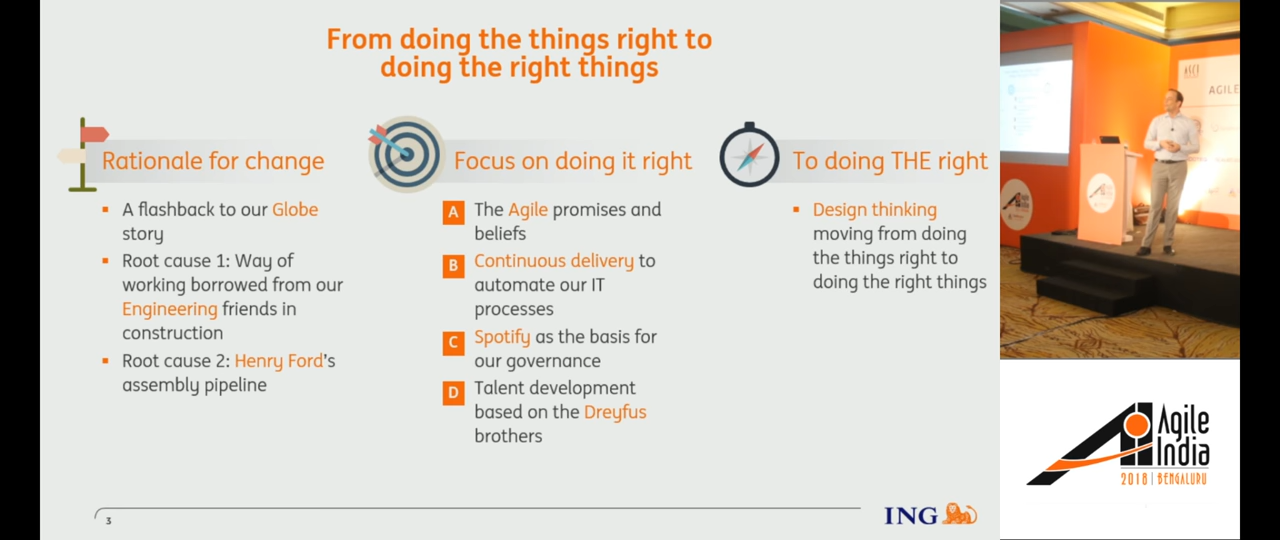 From doing the things right to
doing the right things
Rationale for change
▪ A flashback to our Globe
story
▪ Root cause 1: Way of
working borrowed from our
Engineering friends in
construction
▪ Root cause 2: Henry Ford's
assembly pipeline
Focus on doing it right
A The Agile promises and
beliefs
B Continuous delivery to
automate our IT
processes
C Spotify as the basis for
our governance
D Talent development
based on the Dreyfus
brothers
To doing THE right
▪ Design thinking
moving from doing
the things right to
doing the right things
3
ING
ASCI
AGILE
Agile
India
2018 | BENGALURU